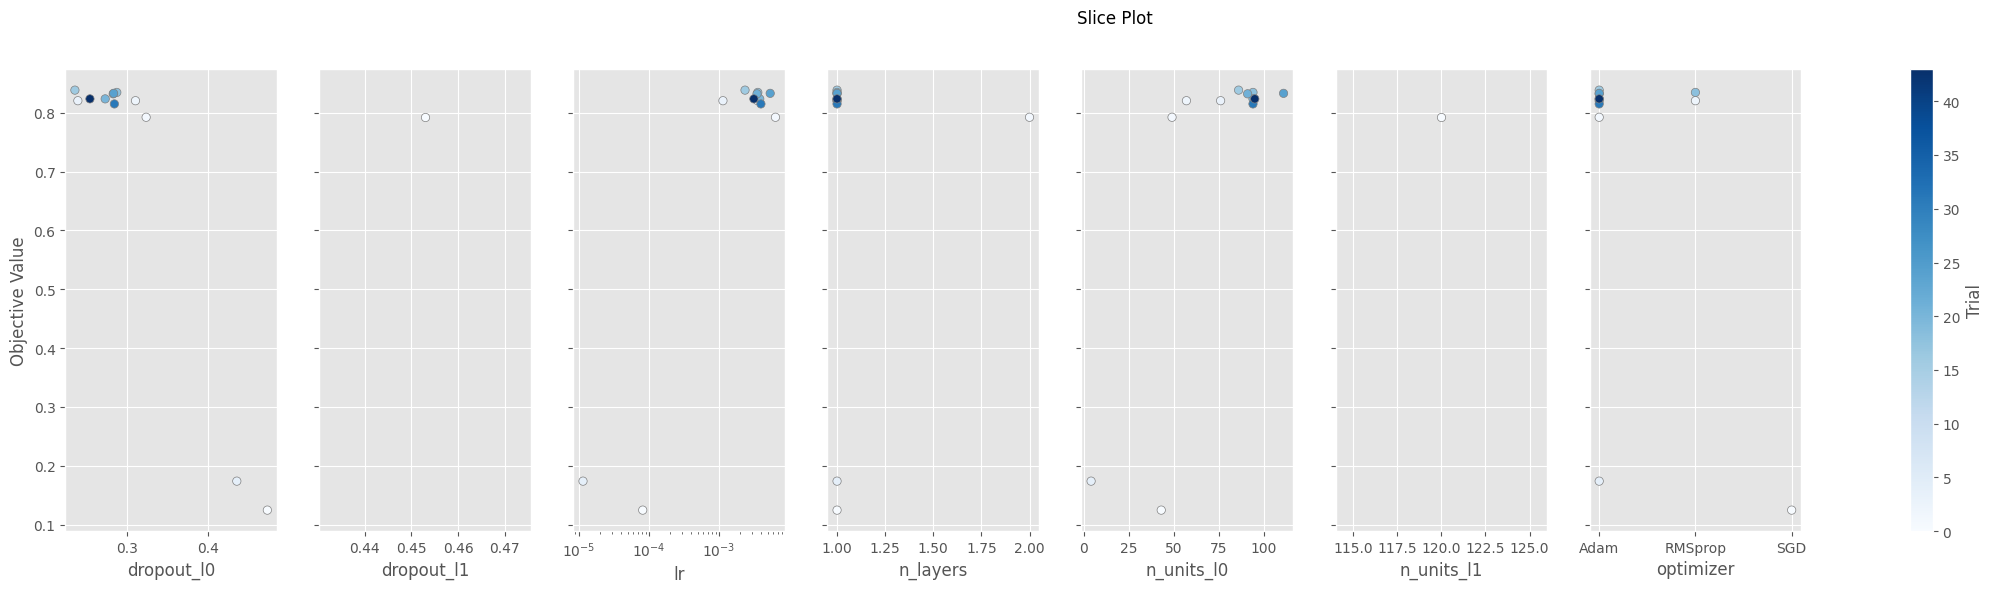 Slice Plot
Objective Value
0.8
0.7
0.6
0.5
0.4
0.3
0.2
0.1
0.3 0.4
dropout_l0
0.44 0.45 0.46 0.47
dropout_l1
10⁻⁵ 10⁻⁴ 10⁻³
lr
1.00 1.25 1.50 1.75 2.00
n_layers
0 25 50 75 100
n_units_l0
115.0 117.5 120.0 122.5 125.0
n_units_l1
Adam RMSprop SGD
optimizer
40
35
30
25
20
15
10
5
0
Trial